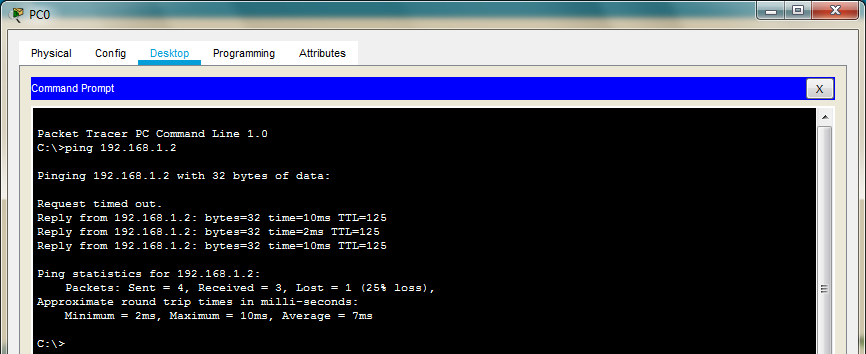 PC0
Physical Config Desktop Programming Attributes
Command Prompt X
Packet Tracer PC Command Line 1.0
C:\>ping 192.168.1.2
Pinging 192.168.1.2 with 32 bytes of data:
Request timed out.
Reply from 192.168.1.2: bytes=32 time=10ms TTL=125
Reply from 192.168.1.2: bytes=32 time=2ms TTL=125
Reply from 192.168.1.2: bytes=32 time=10ms TTL=125
Ping statistics for 192.168.1.2:
Packets: Sent = 4, Received = 3, Lost = 1 (25% loss),
Approximate round trip times in milli-seconds:
Minimum = 2ms, Maximum = 10ms, Average = 7ms
C:\>